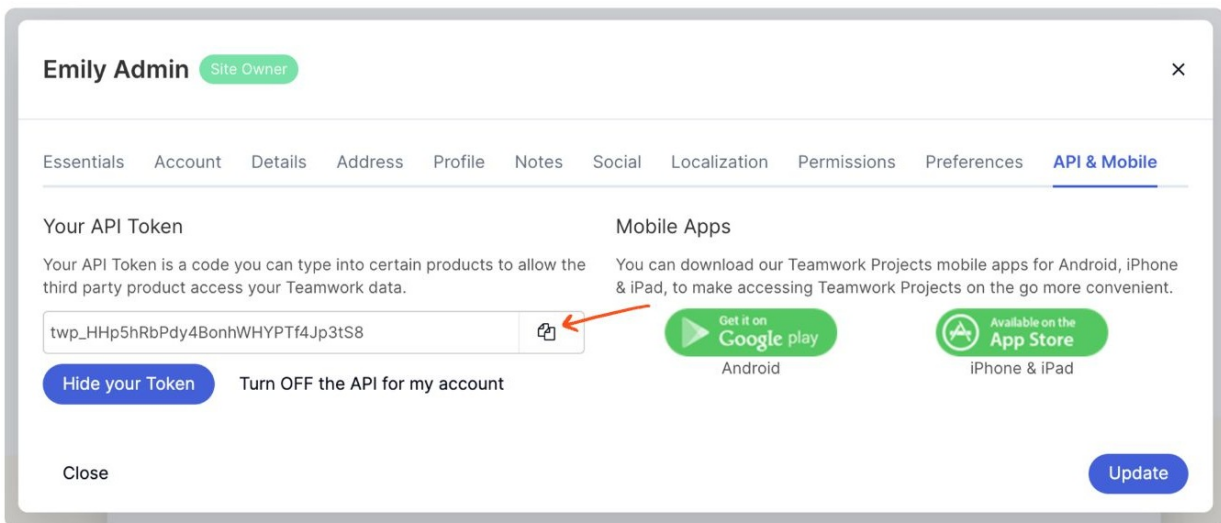 Emily Admin Site Owner
Essentials Account Details Address Profile Notes Social Localization Permissions Preferences API & Mobile
Your API Token
Your API Token is a code you can type into certain products to allow the
third party product access your Teamwork data.
twp_HHp5hRbPdy4BonhWHYPTf4Jp3tS8
Hide your Token Turn OFF the API for my account
Mobile Apps
You can download our Teamwork Projects mobile apps for Android, iPhone
& iPad, to make accessing Teamwork Projects on the go more convenient.
Get it on
Google play
Android
Available on the
App Store
iPhone & iPad
Close
Update